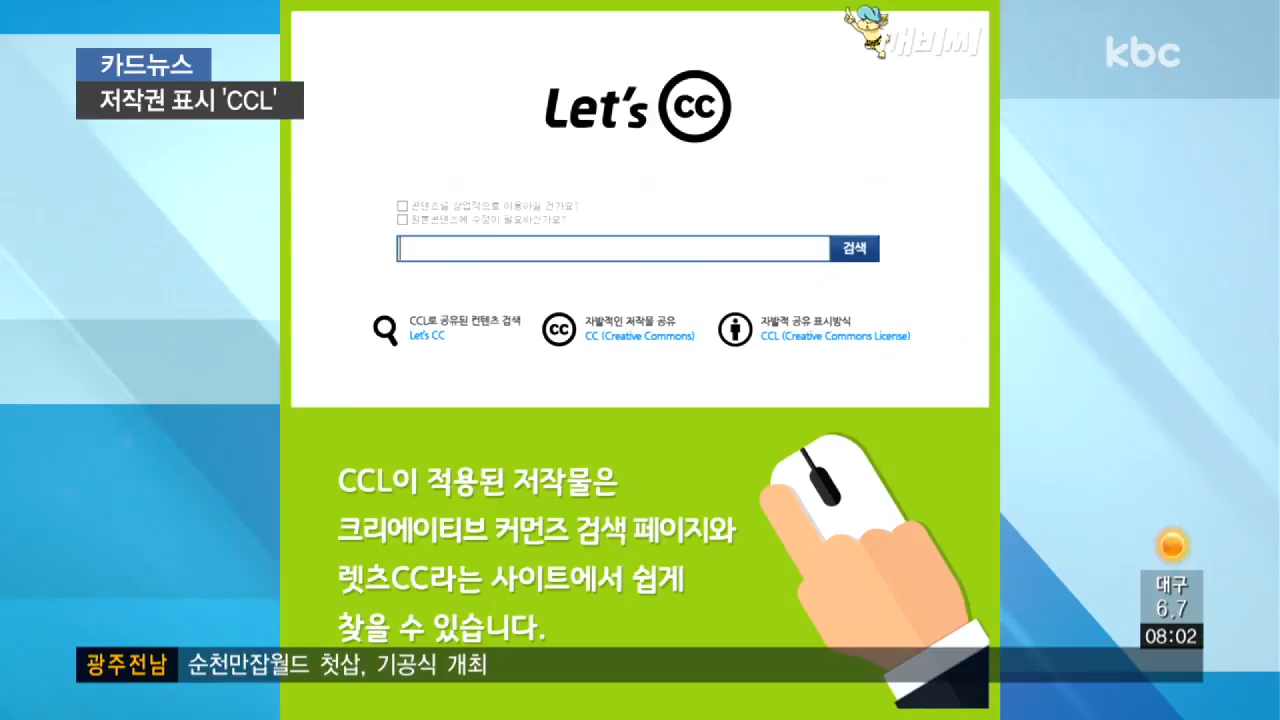 카드뉴스
저작권 표시 'CCL'
깨비씨
kbc
Let's CC
콘텐츠를 상업적으로 이용하실 건가요?
원본콘텐츠에 수정이 필요하신가요?
검색
CCL로 공유된 컨텐츠 검색
Let's CC
CC
자발적인 저작물 공유
CC (Creative Commons)
자발적 공유 표시방식
CCL (Creative Commons License)
CCL이 적용된 저작물은
크리에이티브 커먼즈 검색 페이지와
렛츠CC라는 사이트에서 쉽게
찾을 수 있습니다.
대구
6.7
08:02
광주전남 순천만잡월드 첫삽, 기공식 개최